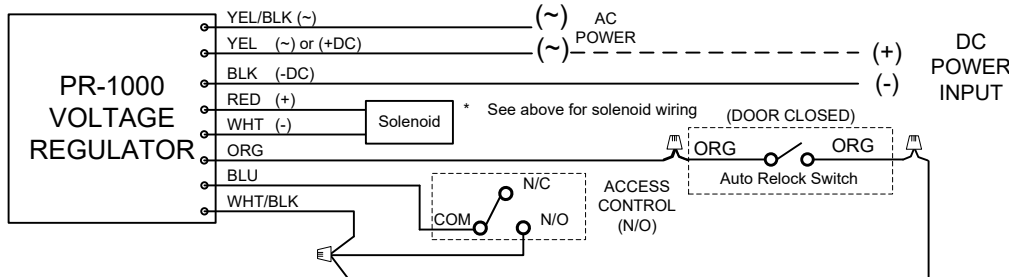 PR-1000
VOLTAGE
REGULATOR
YEL/BLK (~)
YEL (~) or (+DC)
BLK (-DC)
RED (+)
WHT (-)
ORG
BLU
WHT/BLK
(~)
(~)
AC
POWER
(+)
(-)
DC
POWER
INPUT
Solenoid
* See above for solenoid wiring
(DOOR CLOSED)
ORG
ORG
Auto Relock Switch
N/C
COM
N/O
ACCESS
CONTROL
(N/O)